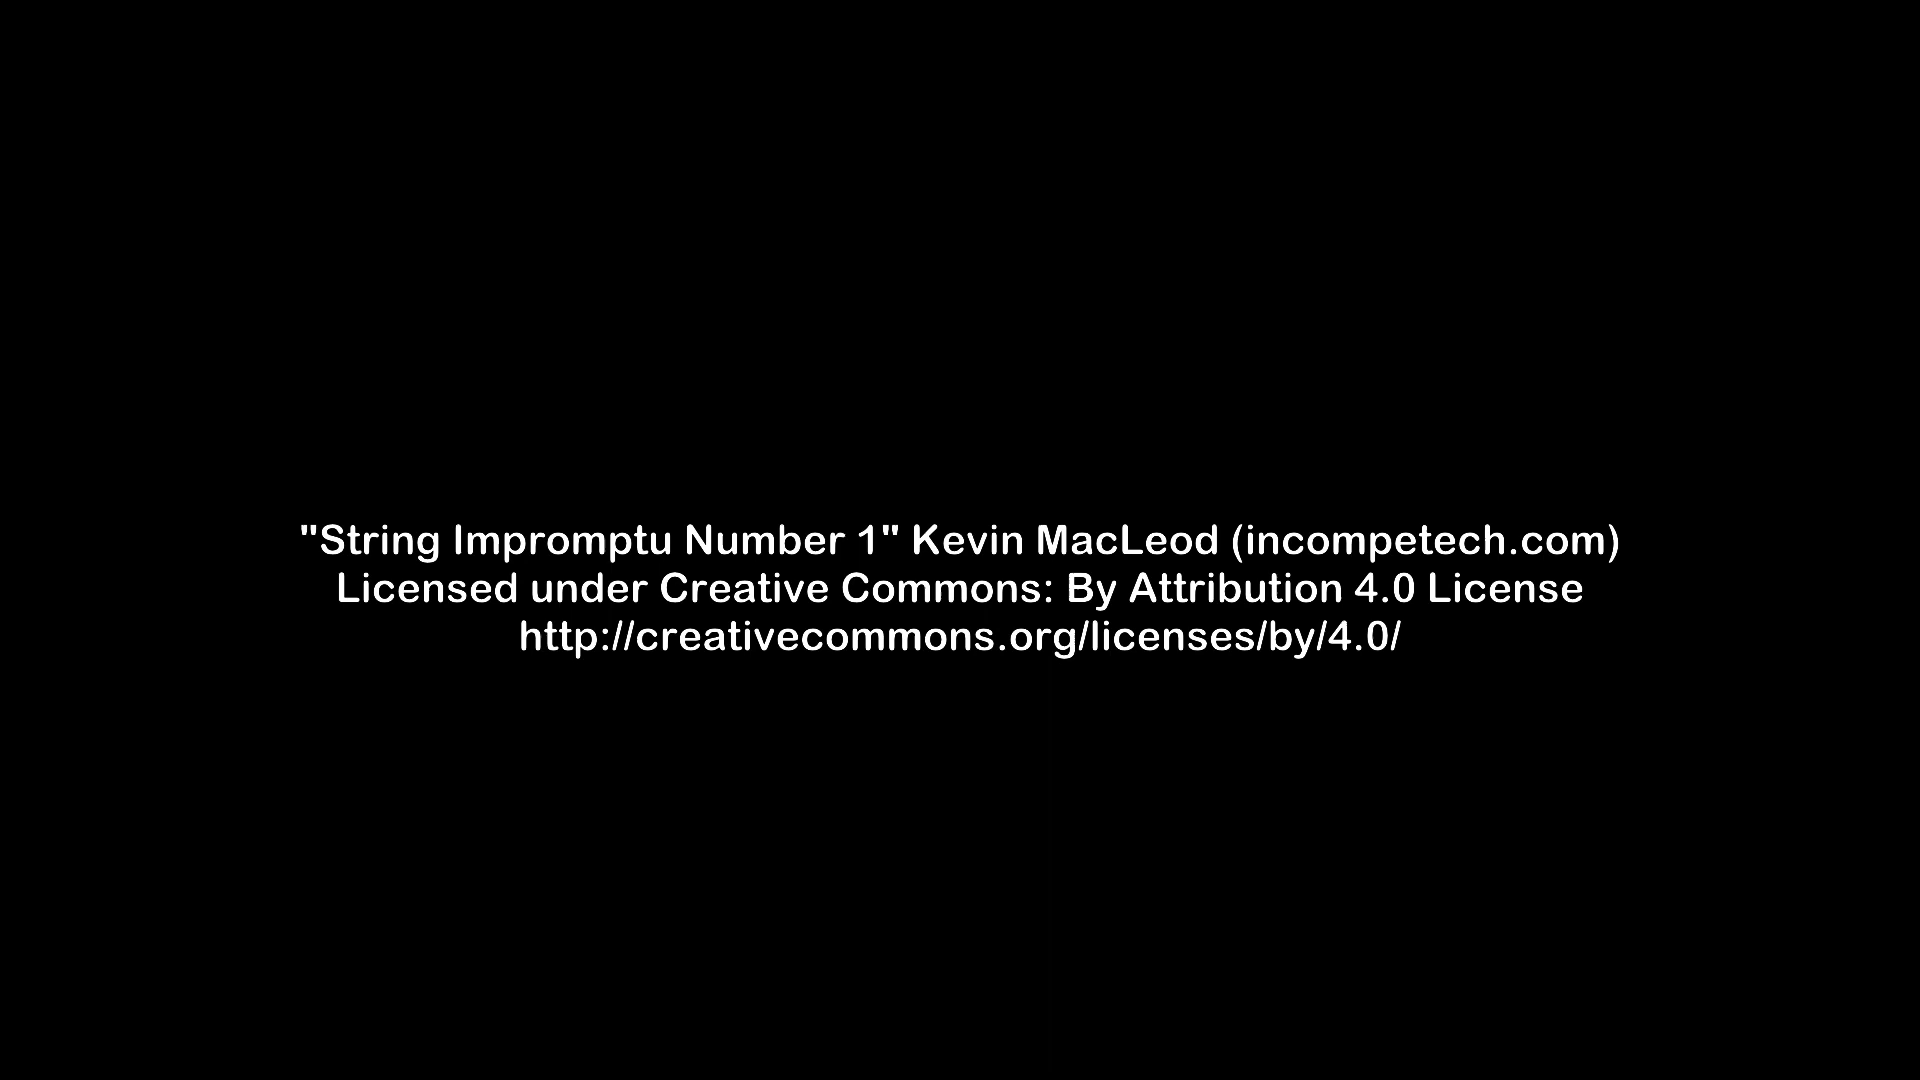 "String Impromptu Number 1" Kevin MacLeod (incompetech.com)
Licensed under Creative Commons: By Attribution 4.0 License
http://creativecommons.org/licenses/by/4.0/